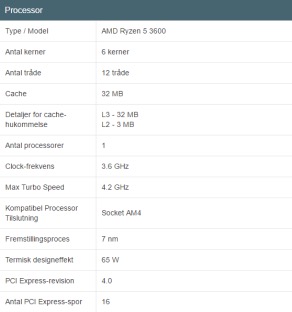 Processor
Type / Model AMD Ryzen 5 3600
Antal kerner 6 kerner
Antal tråde 12 tråde
Cache 32 MB
Detaljer for cache- L3 - 32 MB
hukommelse L2 - 3 MB
Antal processorer 1
Clock-frekvens 3.6 GHz
Max Turbo Speed 4.2 GHz
Kompatibel Processor
Tilslutning Socket AM4
Fremstillingsproces 7 nm
Termisk designeffekt 65 W
PCI Express-revision 4.0
Antal PCI Express-spor 16